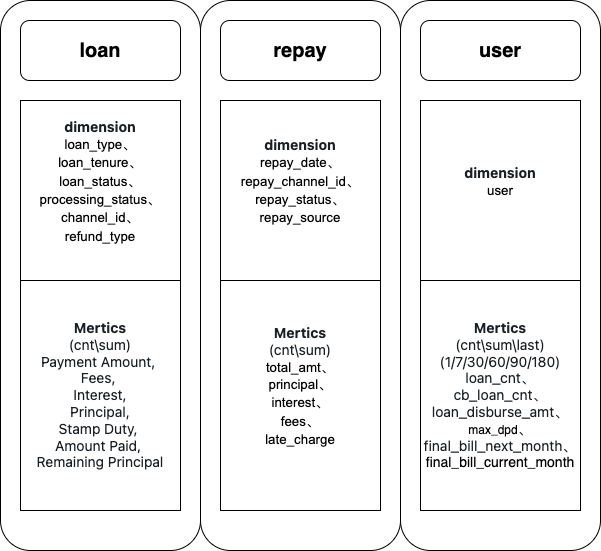 loan
dimension
loan_type、
loan_tenure、
loan_status、
processing_status、
channel_id、
refund_type
Mertics
(cnt\sum)
Payment Amount,
Fees,
Interest,
Principal,
Stamp Duty,
Amount Paid,
Remaining Principal
repay
dimension
repay_date、
repay_channel_id、
repay_status、
repay_source
Mertics
(cnt\sum)
total_amt、
principal、
interest、
fees、
late_charge
user
dimension
user
Mertics
(cnt\sum\last)
(1/7/30/60/90/180)
loan_cnt、
cb_loan_cnt、
loan_disburse_amt、
max_dpd、
final_bill_next_month、
final_bill_current_month